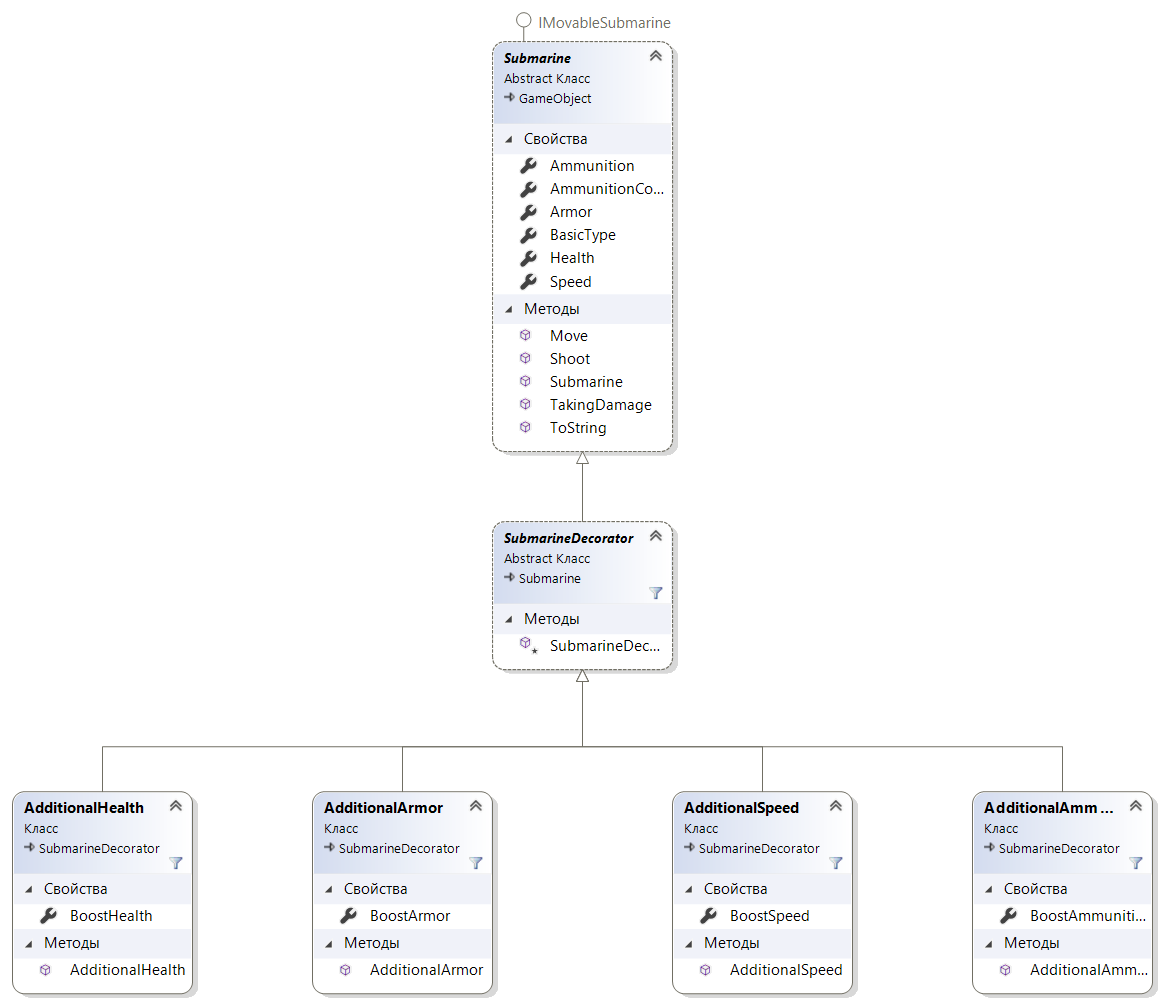 IMovableSubmarine
Submarine
Abstract Класс
GameObject
Свойства
Ammunition
AmmunitionCo...
Armor
BasicType
Health
Speed
Методы
Move
Shoot
Submarine
TakingDamage
ToString
SubmarineDecorator
Abstract Класс
Submarine
Методы
SubmarineDec...
AdditionalHealth
Класс
SubmarineDecorator
Свойства
BoostHealth
Методы
AdditionalHealth
AdditionalArmor
Класс
SubmarineDecorator
Свойства
BoostArmor
Методы
AdditionalArmor
AdditionalSpeed
Класс
SubmarineDecorator
Свойства
BoostSpeed
Методы
AdditionalSpeed
AdditionalAmm...
Класс
SubmarineDecorator
Свойства
BoostAmmuniti...
Методы
AdditionalAmm...